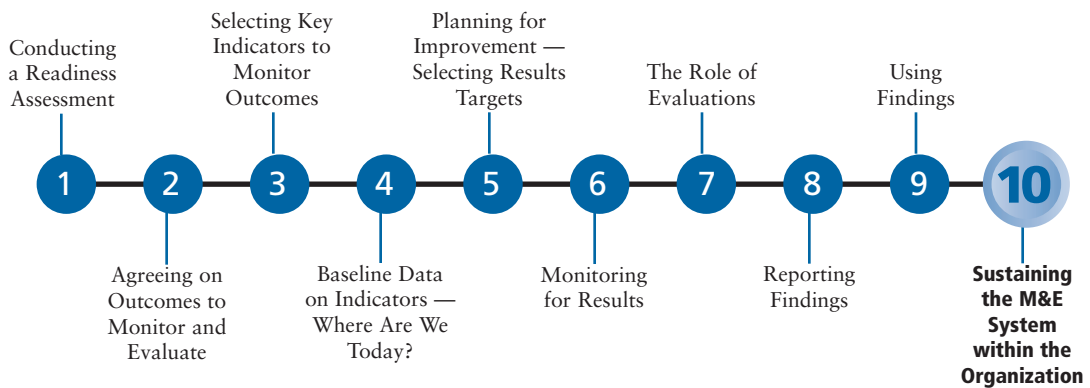 Conducting
a Readiness
Assessment
1
Agreeing on
Outcomes to
Monitor and
Evaluate
2
Selecting Key
Indicators to
Monitor
Outcomes
3
Baseline Data
on Indicators —
Where Are We
Today?
4
Planning for
Improvement —
Selecting Results
Targets
5
Monitoring
for Results
6
The Role of
Evaluations
7
Reporting
Findings
8
Using
Findings
9
Sustaining
the M&E
System
within the
Organization
10